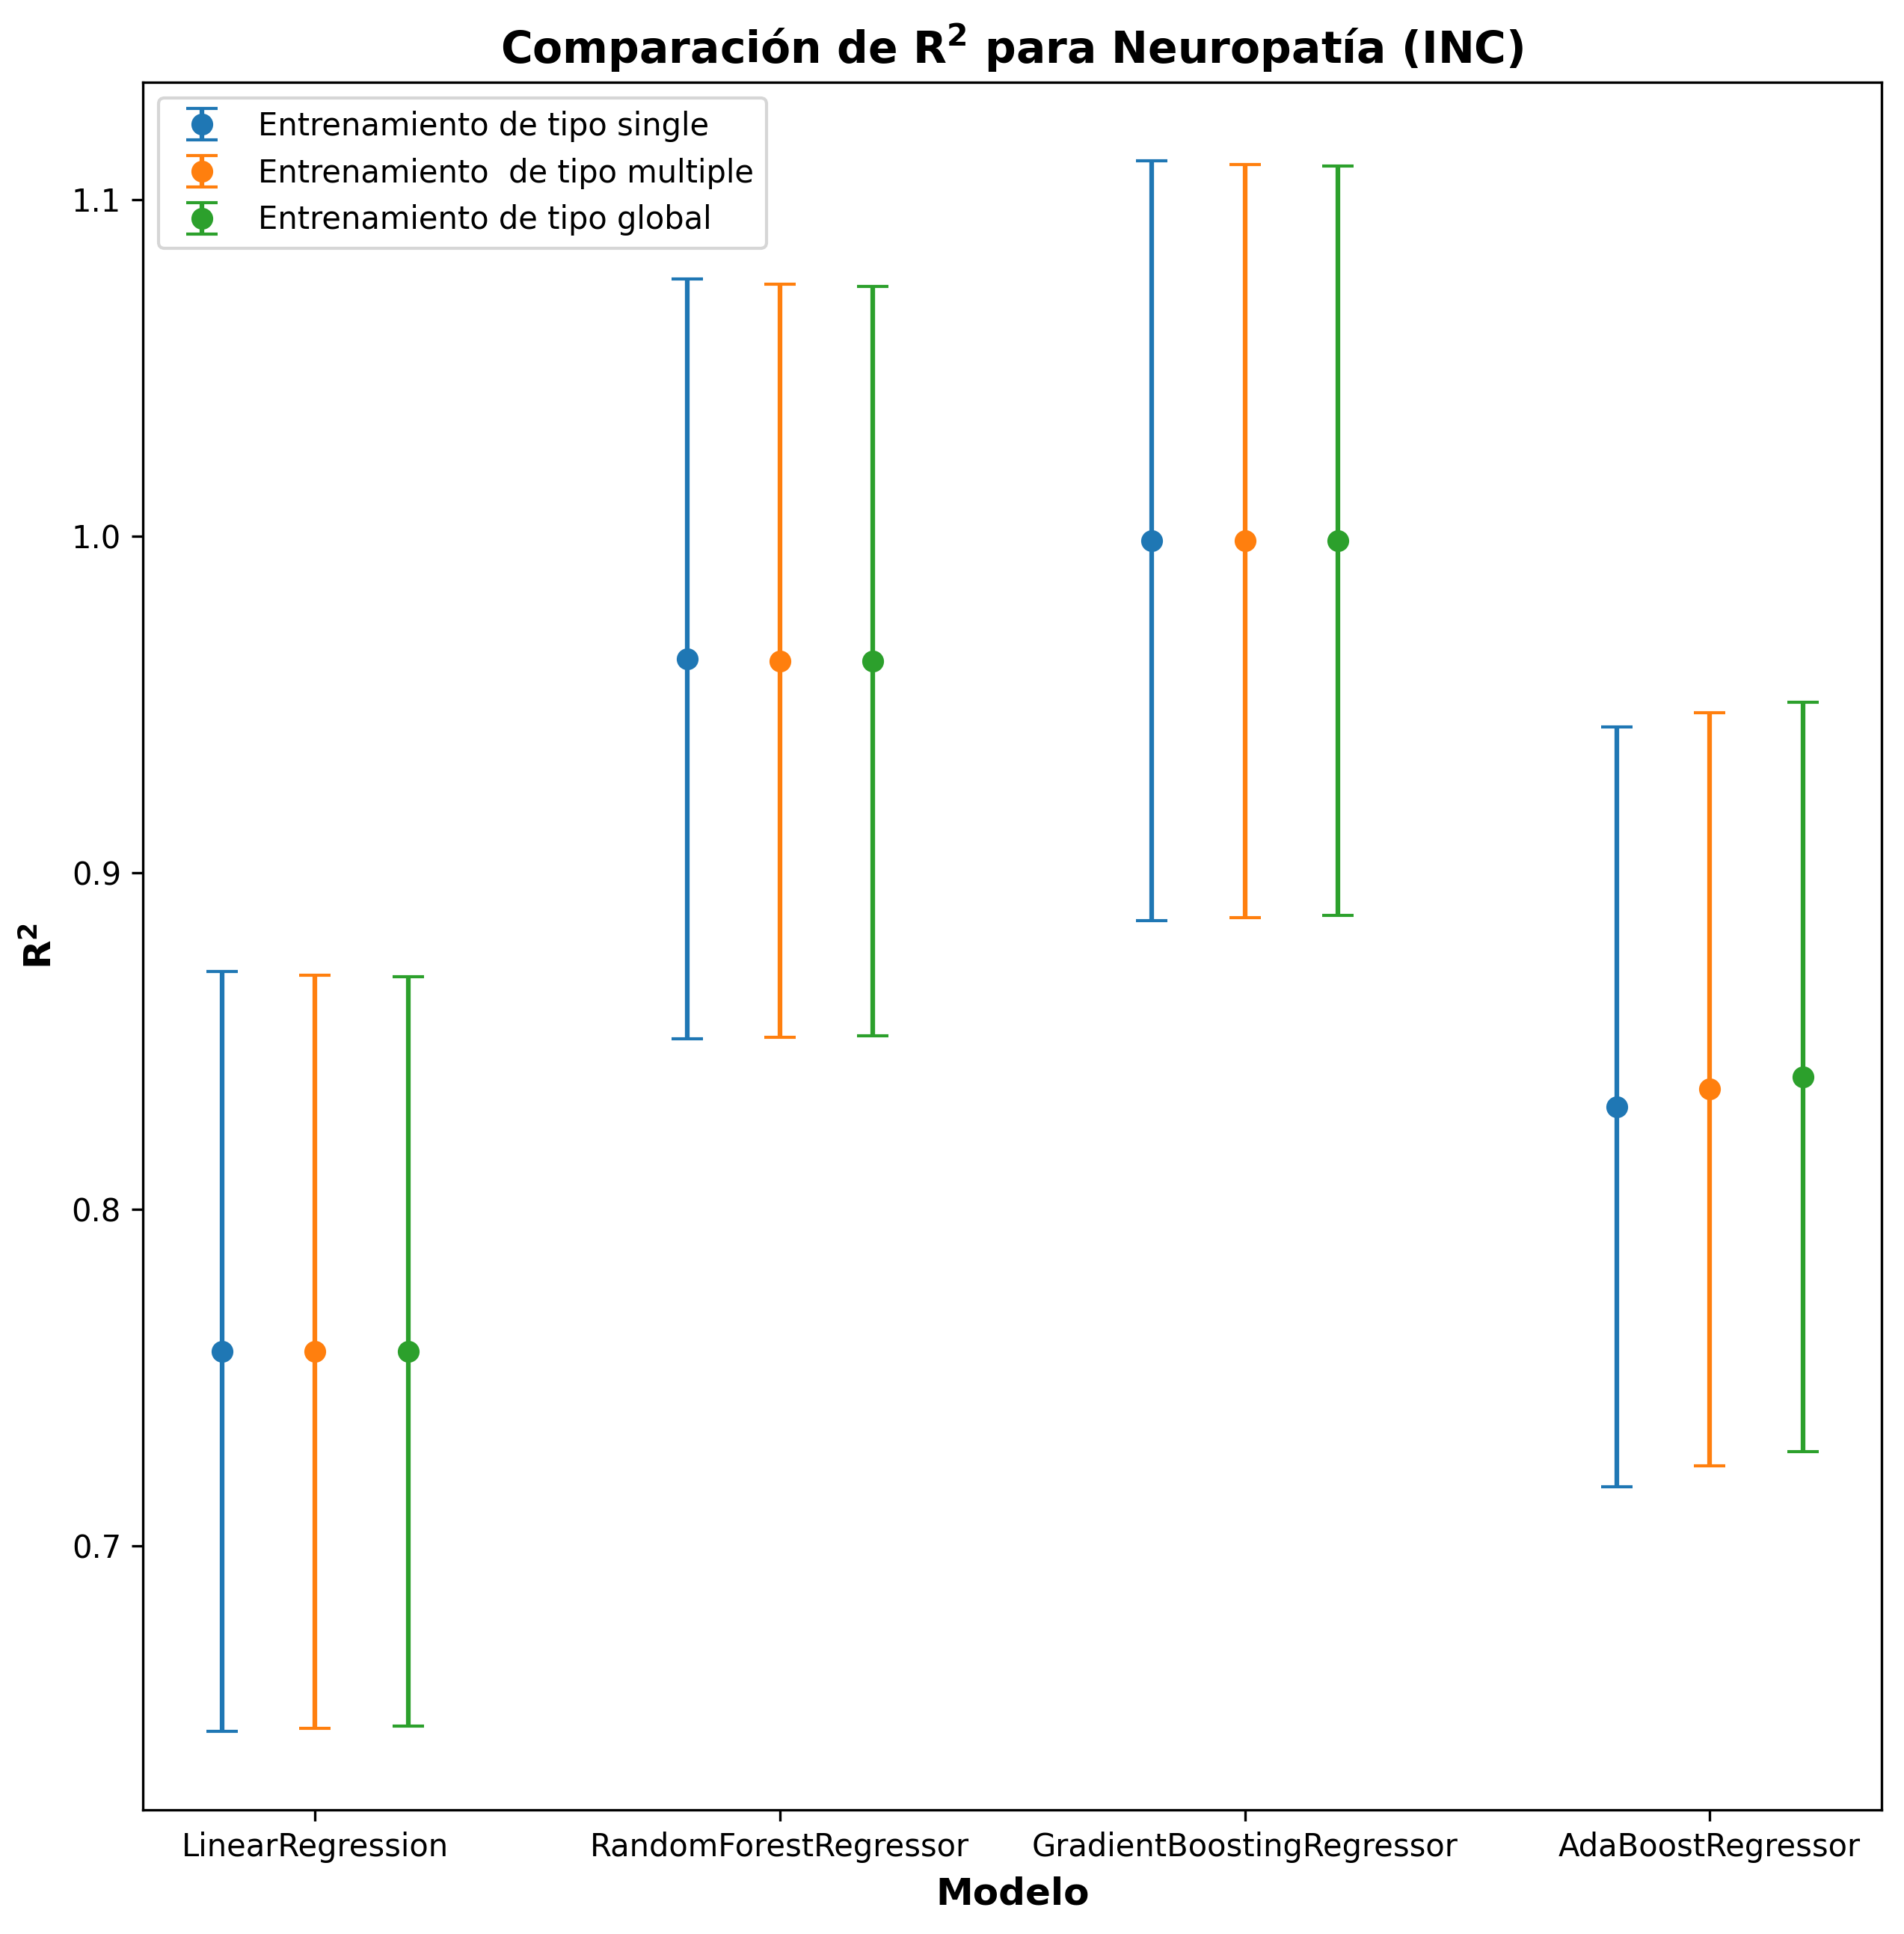 Comparación de R² para Neuropatía (INC)
Entrenamiento de tipo single
Entrenamiento  de tipo multiple
Entrenamiento de tipo global
1.1
1.0
0.9
0.8
0.7
R²
LinearRegression
RandomForestRegressor
GradientBoostingRegressor
AdaBoostRegressor
Modelo